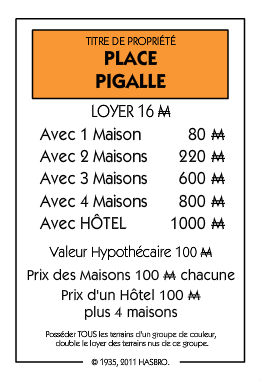 TITRE DE PROPRIÉTÉ
PLACE
PIGALLE
LOYER 16 ₩
Avec 1 Maison 80 ₩
Avec 2 Maisons 220 ₩
Avec 3 Maisons 600 ₩
Avec 4 Maisons 800 ₩
Avec HÔTEL 1000 ₩
Valeur Hypothécaire 100 ₩
Prix des Maisons 100 ₩ chacune
Prix d'un Hôtel 100 ₩
plus 4 maisons
Posséder TOUS les terrains d'un groupe de couleur,
double le loyer des terrains nus de ce groupe.
© 1935, 2011 HASBRO.